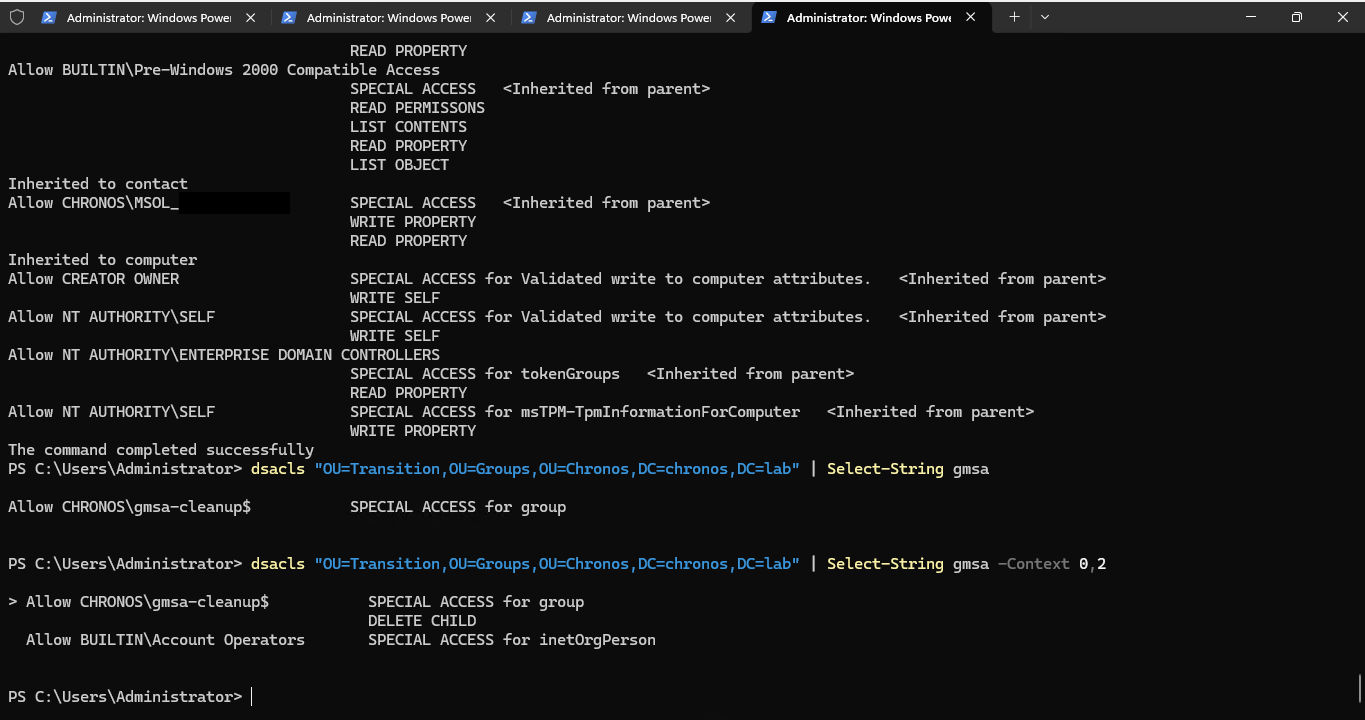 Administrator: Windows Power Administrator: Windows Power Administrator: Windows Power Administrator: Windows Powe
READ PROPERTY
Allow BUILTIN\Pre-Windows 2000 Compatible Access
SPECIAL ACCESS <Inherited from parent>
READ PERMISSONS
LIST CONTENTS
READ PROPERTY
LIST OBJECT
Inherited to contact
Allow CHRONOS\MSOL_ SPECIAL ACCESS <Inherited from parent>
WRITE PROPERTY
READ PROPERTY
Inherited to computer
Allow CREATOR OWNER SPECIAL ACCESS for Validated write to computer attributes. <Inherited from parent>
WRITE SELF
Allow NT AUTHORITY\SELF SPECIAL ACCESS for Validated write to computer attributes. <Inherited from parent>
WRITE SELF
Allow NT AUTHORITY\ENTERPRISE DOMAIN CONTROLLERS
SPECIAL ACCESS for tokenGroups <Inherited from parent>
READ PROPERTY
Allow NT AUTHORITY\SELF SPECIAL ACCESS for msTPM-TpmInformationForComputer <Inherited from parent>
WRITE PROPERTY
The command completed successfully
PS C:\Users\Administrator> dsacls "OU=Transition,OU=Groups,OU=Chronos,DC=chronos,DC=lab" | Select-String gmsa
Allow CHRONOS\gmsa-cleanup$ SPECIAL ACCESS for group
PS C:\Users\Administrator> dsacls "OU=Transition,OU=Groups,OU=Chronos,DC=chronos,DC=lab" | Select-String gmsa -Context 0,2
> Allow CHRONOS\gmsa-cleanup$ SPECIAL ACCESS for group
DELETE CHILD
Allow BUILTIN\Account Operators SPECIAL ACCESS for inetOrgPerson
PS C:\Users\Administrator>